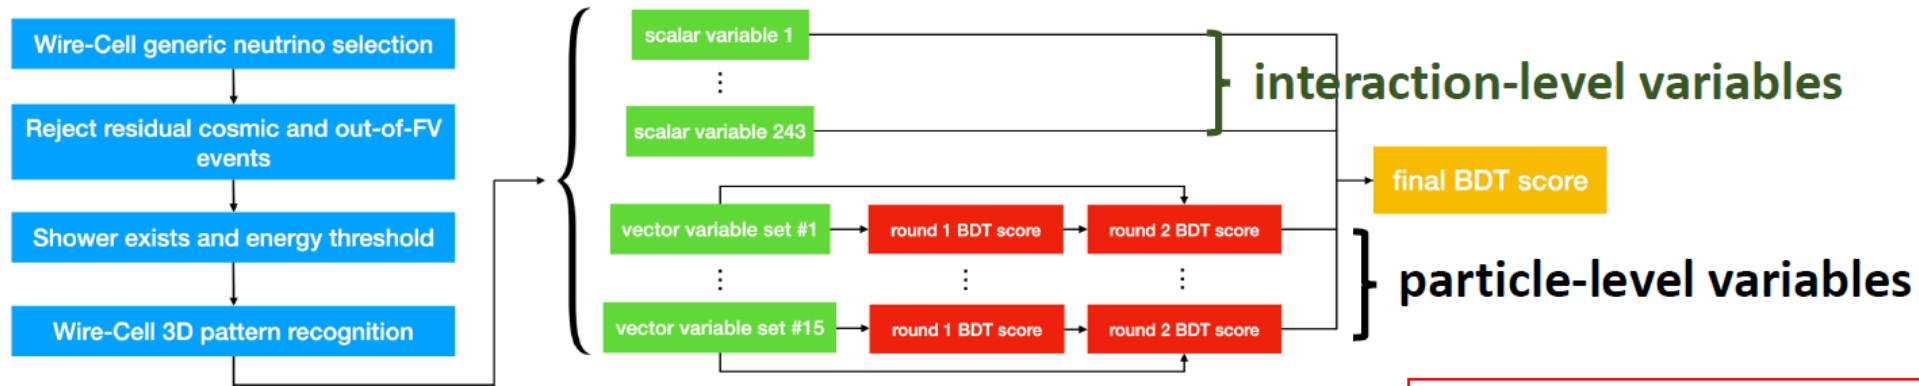 Wire-Cell generic neutrino selection
Reject residual cosmic and out-of-FV
events
Shower exists and energy threshold
Wire-Cell 3D pattern recognition
scalar variable 1
scalar variable 243
interaction-level variables
vector variable set #1
round 1 BDT score
round 2 BDT score
vector variable set #15
round 1 BDT score
round 2 BDT score
particle-level variables
final BDT score